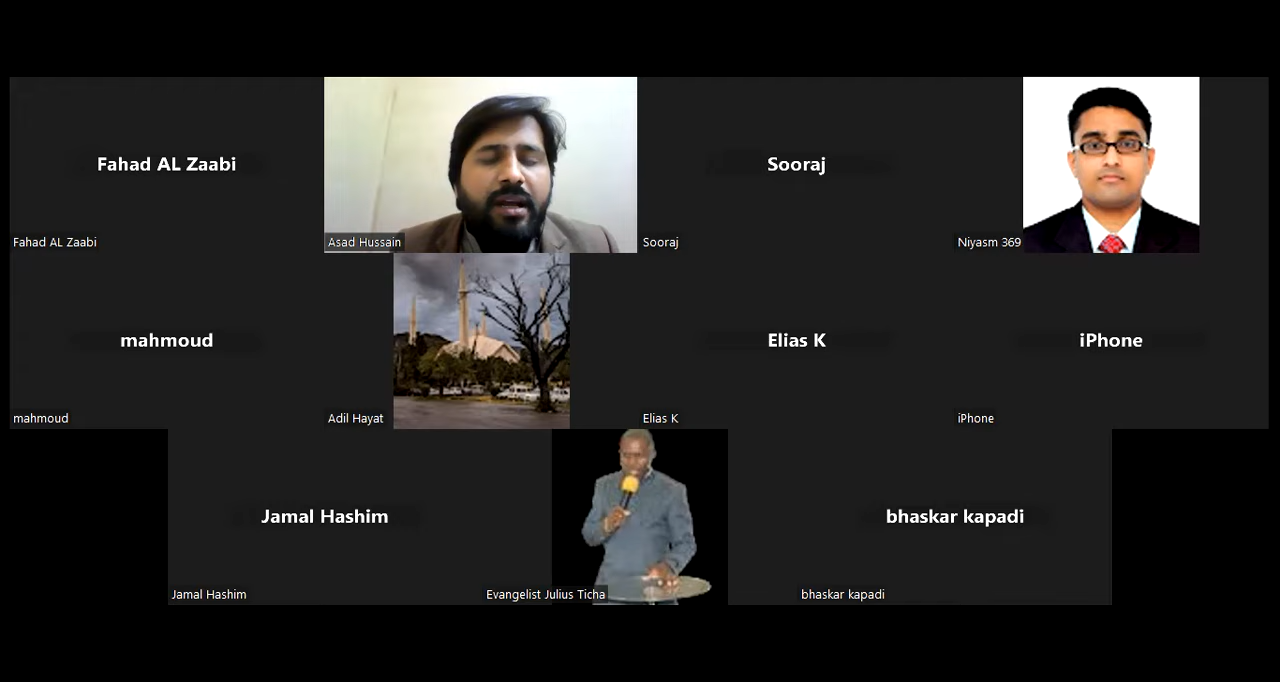 Fahad AL Zaabi
Fahad AL Zaabi
Asad Hussain
Sooraj
Sooraj
Niyasm 369
mahmoud
mahmoud
Adil Hayat
Elias K
Elias K
iPhone
iPhone
Jamal Hashim
Jamal Hashim
Evangelist Julius Ticha
bhaskar kapadi
bhaskar kapadi